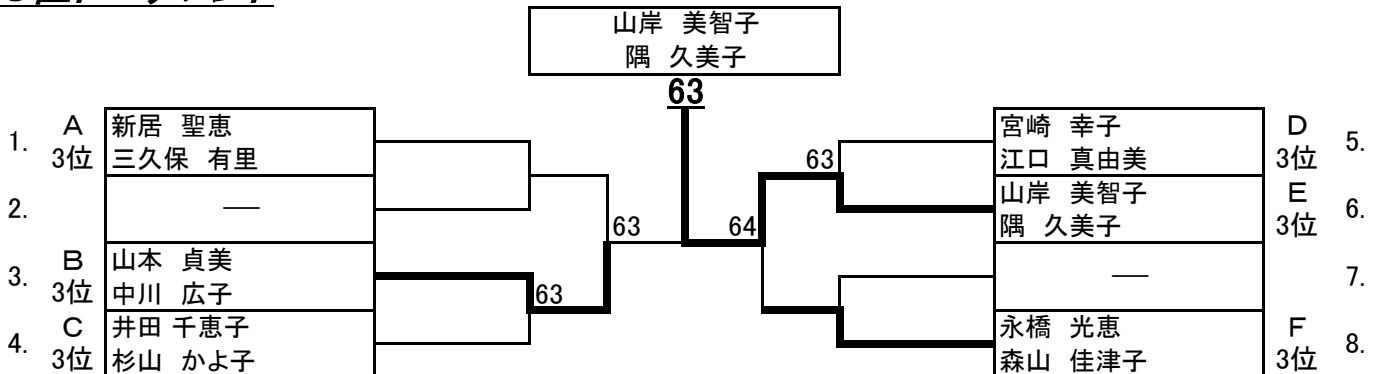 山岸 美智子
隅 久美子
63
1. A 3位 新居 聖恵
三久保 有里
2. ―
3. B 3位 山本 貞美
中川 広子
4. C 3位 井田 千恵子
杉山 かよ子
63
63
63
64
宮崎 幸子
江口 真由美 D 3位 5.
山岸 美智子
隅 久美子 E 3位 6.
― 7.
永橋 光恵
森山 佳津子 F 3位 8.